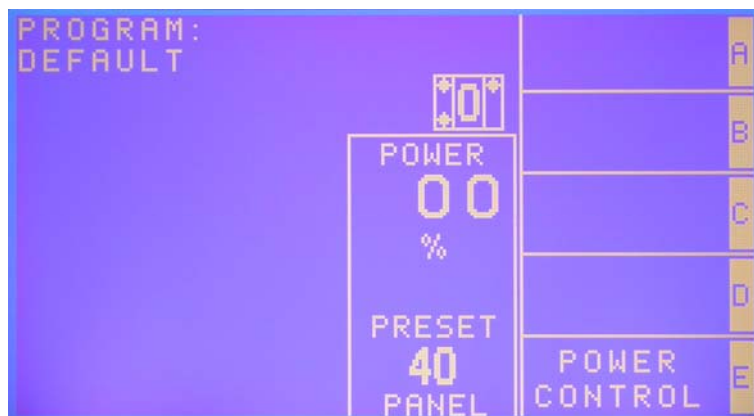 PROGRAM:
DEFAULT
0
POWER
00
%
PRESET
40
PANEL
A
B
C
D
POWER
CONTROL
E